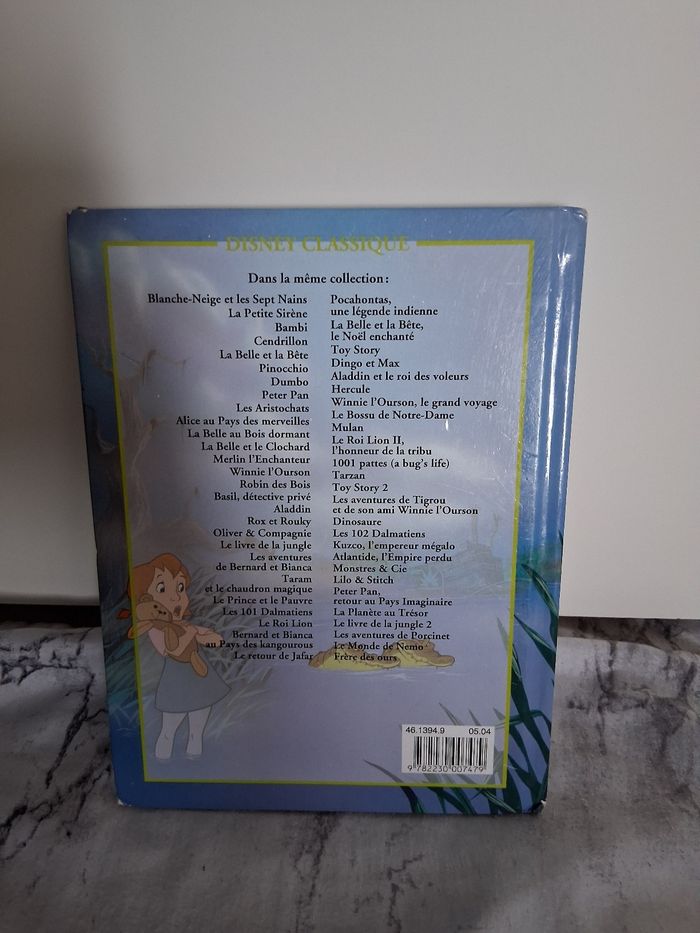 DISNEY CLASSIQUE
Dans la même collection :
Blanche-Neige et les Sept Nains
La Petite Sirène
Bambi
Cendrillon
La Belle et la Bête
Pinocchio
Dumbo
Peter Pan
Les Aristochats
Alice au Pays des merveilles
La Belle au Bois dormant
La Belle et le Clochard
Merlin l'Enchanteur
Winnie l'Ourson
Robin des Bois
Basil, détective privé
Aladdin
Rox et Rouky
Oliver & Compagnie
Le livre de la jungle
Les aventures
de Bernard et Bianca
Taram
et le chaudron magique
Le Prince et le Pauvre
Les 101 Dalmatiens
Le Roi Lion
Bernard et Bianca
au Pays des kangourous
Le retour de Jafar
Pocahontas,
une légende indienne
La Belle et la Bête,
le Noël enchanté
Toy Story
Dingo et Max
Aladdin et le roi des voleurs
Hercule
Winnie l'Ourson, le grand voyage
Le Bossu de Notre-Dame
Mulan
Le Roi Lion II,
l'honneur de la tribu
1001 pattes (a bug's life)
Tarzan
Toy Story 2
Les aventures de Tigrou
et de son ami Winnie l'Ourson
Dinosaure
Les 102 Dalmatiens
Kuzco, l'empereur mégalo
Atlantide, l'Empire perdu
Monstres & Cie
Lilo & Stitch
Peter Pan,
retour au Pays Imaginaire
La Planète au Trésor
Le livre de la jungle 2
Les aventures de Porcinet
Le Monde de Nemo
Frère des ours
46.1394.9 05.04
9 782230 007479